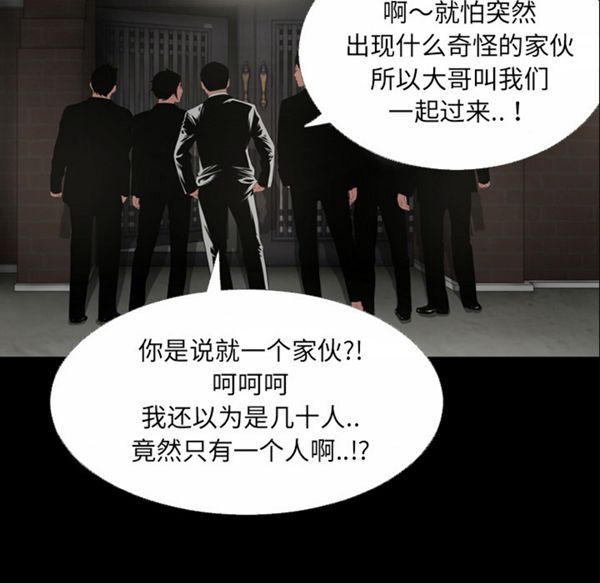 啊～就怕突然
出现什么奇怪的家伙
所以大哥叫我们
一起过来..！
你是说就一个家伙?!
呵呵呵
我还以为是几十人..
竟然只有一个人啊..!?